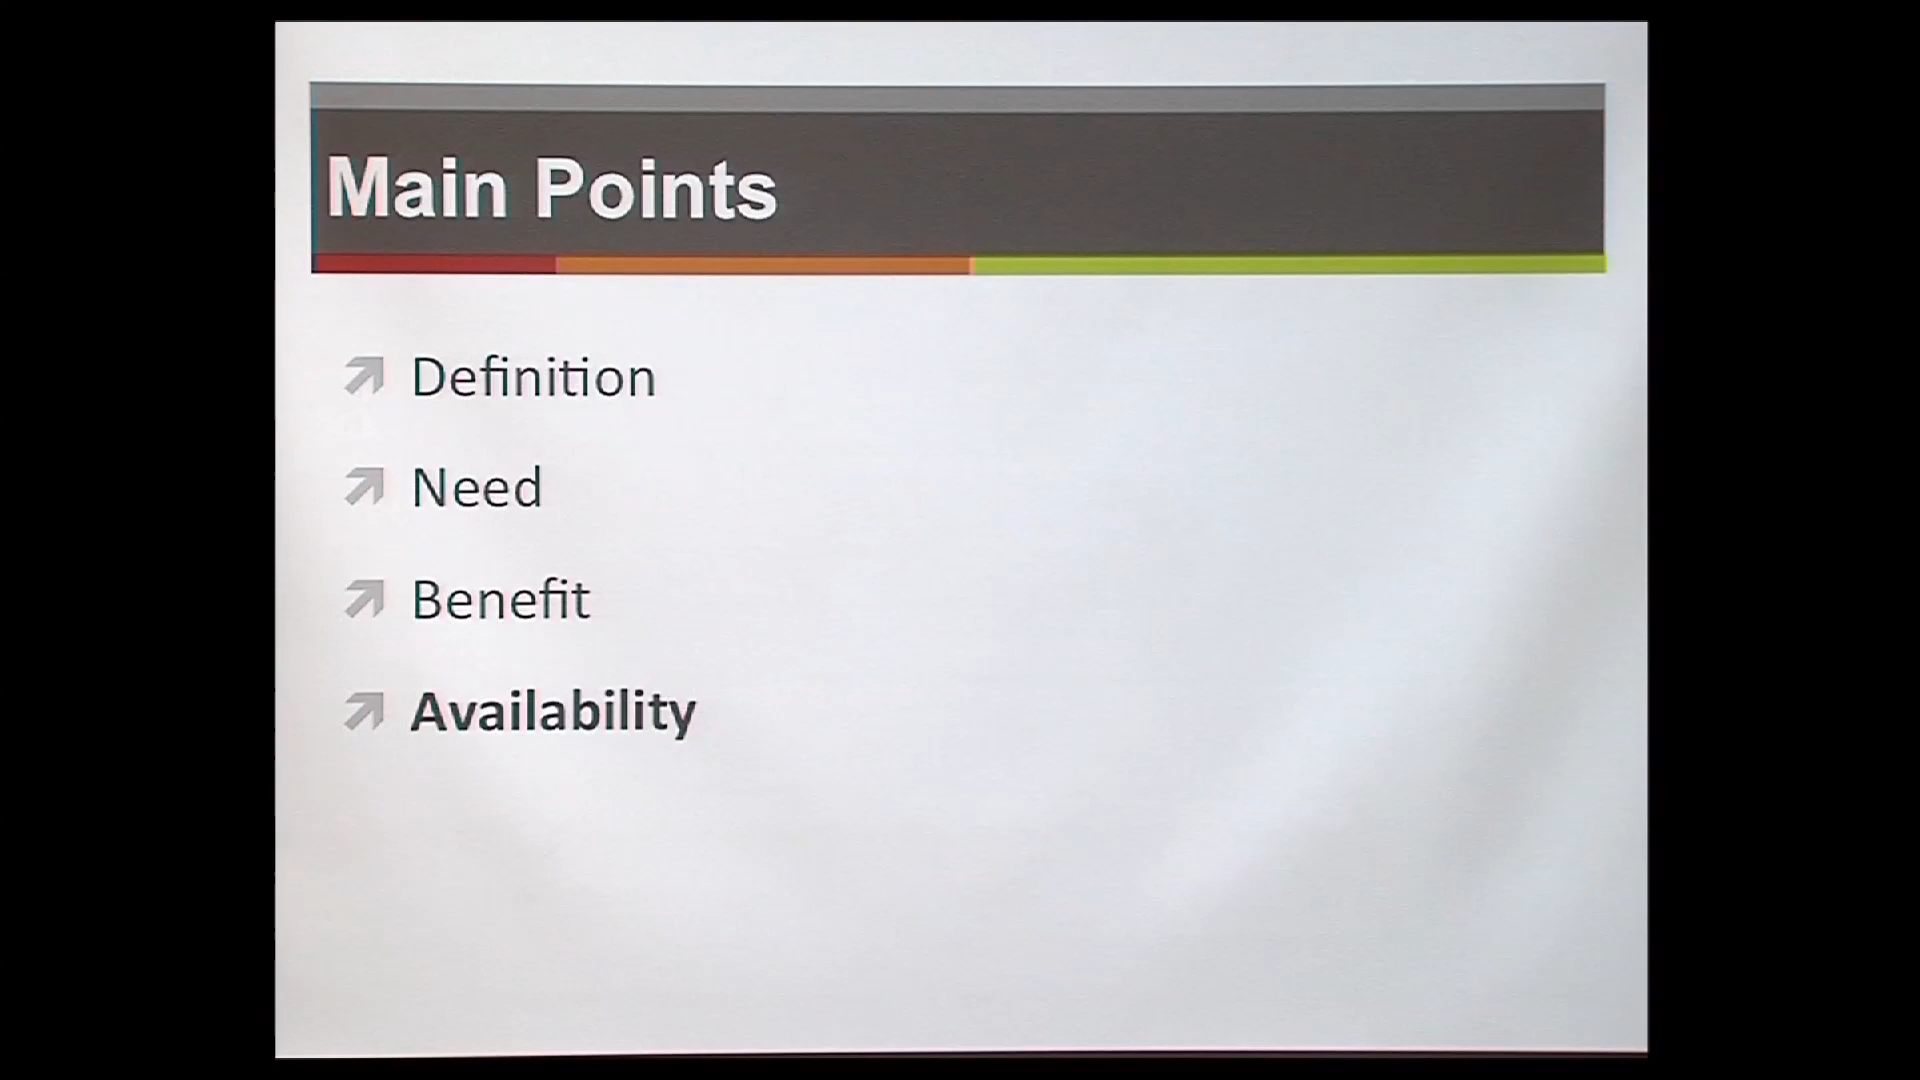 Main Points
Definition
Need
Benefit
Availability